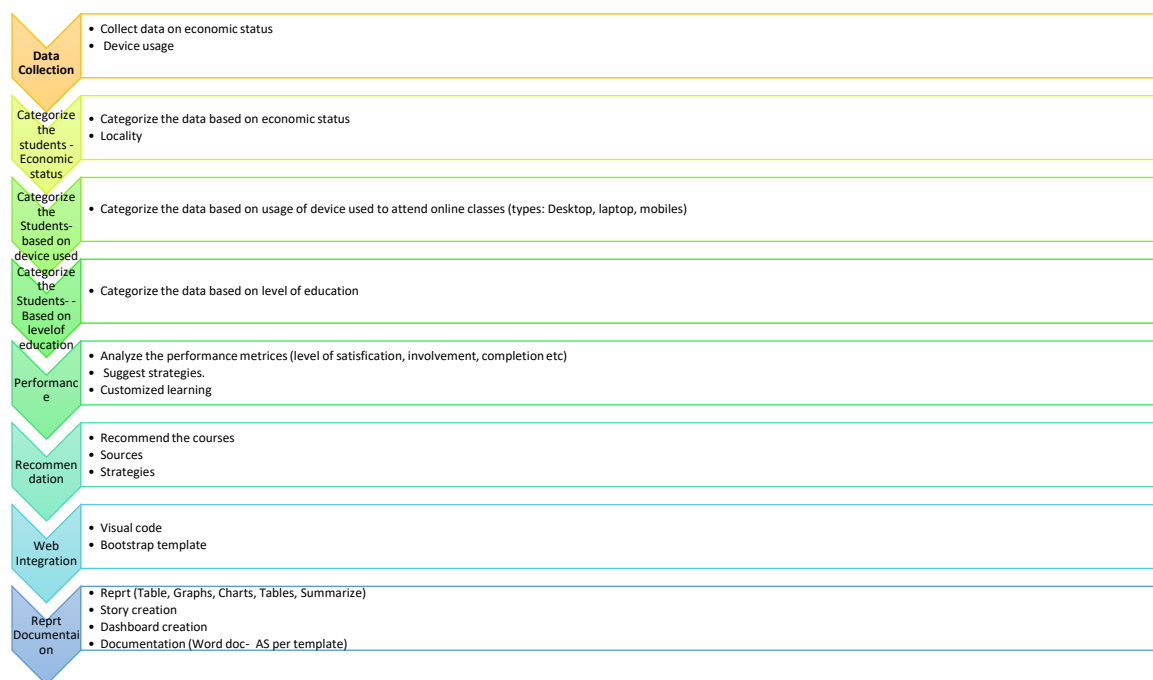 Data
Collection
• Collect data on economic status
• Device usage
Categorize
the
students -
Economic
status
• Categorize the data based on economic status
• Locality
Categorize
the
Students-
based on
device used
• Categorize the data based on usage of device used to attend online classes (types: Desktop, laptop, mobiles)
Categorize
the
Students- -
Based on
levelof
education
• Categorize the data based on level of education
Performanc
e
• Analyze the performance metrices (level of satisfication, involvement, completion etc)
• Suggest strategies.
• Customized learning
Recommen
dation
• Recommend the courses
• Sources
• Strategies
Web
Integration
• Visual code
• Bootstrap template
Reprt
Documentai
on
• Reprt (Table, Graphs, Charts, Tables, Summarize)
• Story creation
• Dashboard creation
• Documentation (Word doc- AS per template)